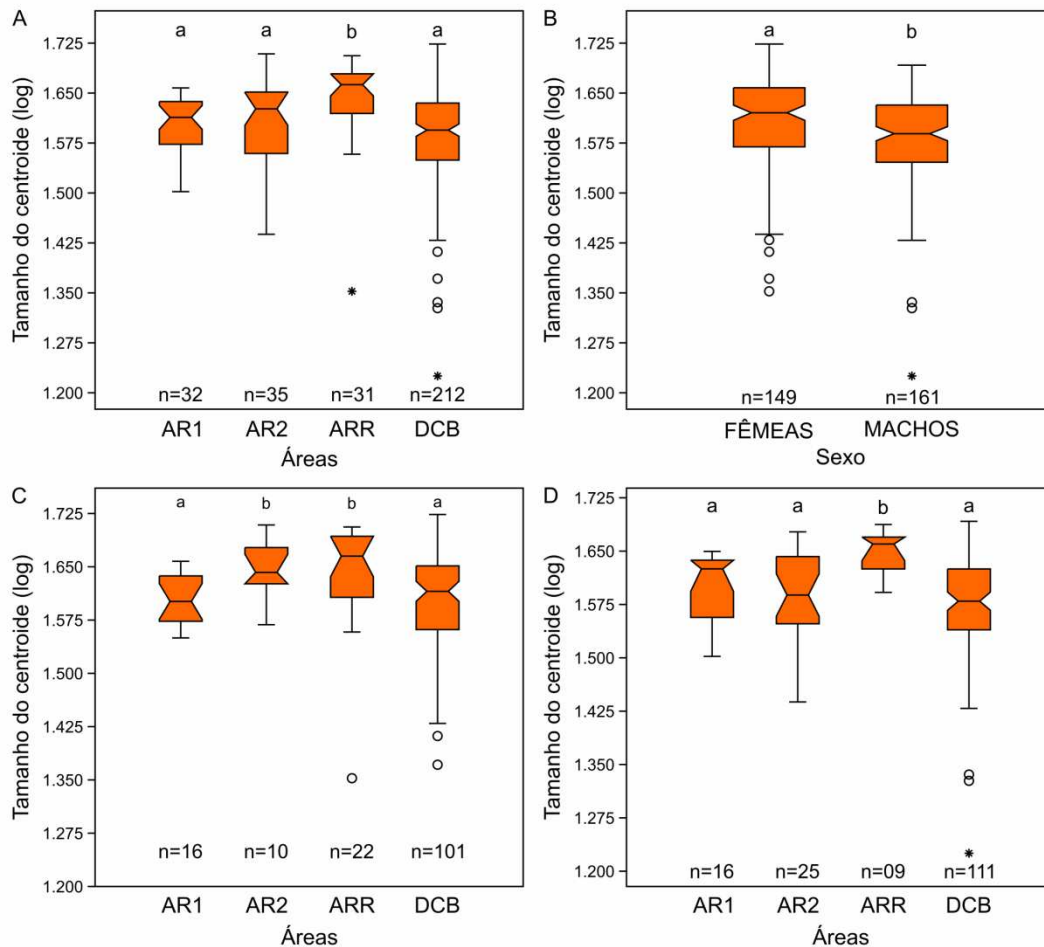 A
Tamanho do centroide (log)
1.725
1.650
1.575
1.500
1.425
1.350
1.275
1.200
a a b a
n=32 n=35 n=31 n=212
AR1 AR2 ARR DCB
Áreas
B
Tamanho do centroide (log)
1.725
1.650
1.575
1.500
1.425
1.350
1.275
1.200
a b
n=149 n=161
FÊMEAS MACHOS
Sexo
C
Tamanho do centroide (log)
1.725
1.650
1.575
1.500
1.425
1.350
1.275
1.200
a b b a
n=16 n=10 n=22 n=101
AR1 AR2 ARR DCB
Áreas
D
Tamanho do centroide (log)
1.725
1.650
1.575
1.500
1.425
1.350
1.275
1.200
a a b a
n=16 n=25 n=09 n=111
AR1 AR2 ARR DCB
Áreas